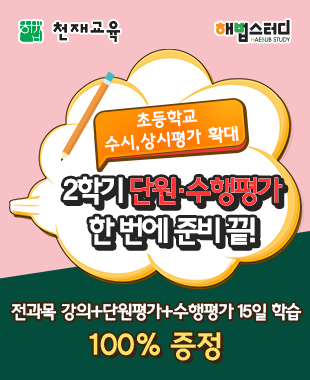 천재교육
해법스터디
HAEBUB STUDY
초등학교
수시,상시평가 확대
2학기 단원·수행평가
한 번에 준비 끝!
전과목 강의+단원평가+수행평가 15일 학습
100% 증정